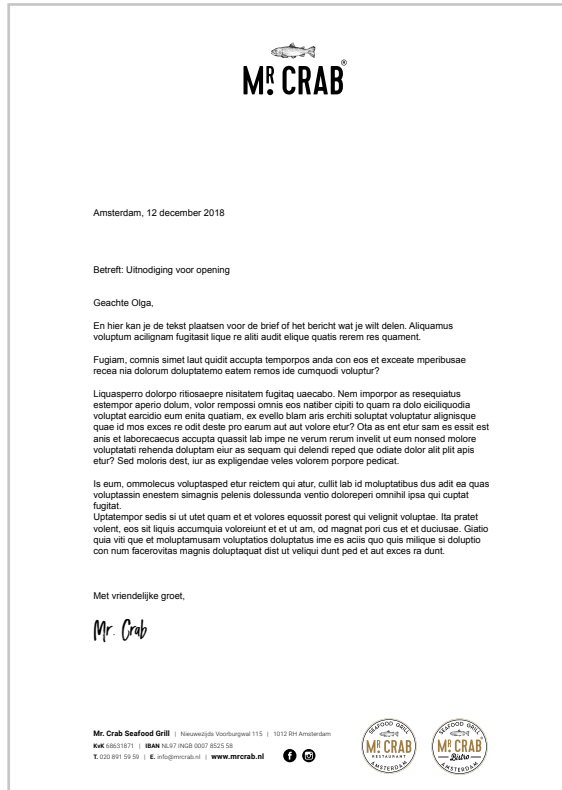 MR CRAB®
Amsterdam, 12 december 2018
Betreft: Uitnodiging voor opening
Geachte Olga,
En hier kan je de tekst plaatsen voor de brief of het bericht wat je wilt delen. Aliquamus
voluptum acilignam fugitasit lique re aliti audit elique quatis rerem res quament.
Fugiam, comnis simet laut quidit accupta temporpos anda con eos et exceate mperibusae
recea nia dolorum doluptatemo eatem remos ide cumquodi voluptur?
Liquasperro dolorpo ritiosaepre nisitatem fugitaq uaecabo. Nem imporpor as resequiatus
estempor aperio dolum, volor rempossi omnis eos natiber cipiti to quam ra dolo eiciliquodia
voluptat earcidio eum enita quatiam, ex evello blam aris erchiti soluptat voluptatur alignisque
quae id mos exces re odit deste pro earum aut aut volore etur? Ota as ent etur sam es essit est
anis et laborecaecus accupta quassit lab impe ne verum rerum invelit ut eum nonsed molore
voluptatati rehenda doluptam eiur as sequam qui delendi reped que odiate dolor alit plit apis
etur? Sed moloris dest, iur as expligendae veles volorem porpore pedicat.
Is eum, ommolecus voluptasped etur reictem qui atur, cullit lab id moluptatibus dus adit ea quas
voluptassin enestem simagnis pelenis dolessunda ventio doloreperi omnihil ipsa qui cuptat
fugitat.
Uptatempor sedis si ut utet quam et et volores equossit porest qui velignit voluptae. Ita pratet
volent, eos sit liquis accumquia voloreiunt et et ut am, od magnat pori cus et et duciusae. Giatio
quia viti que et moluptamusam voluptatios doluptatus ime es aciis quo quis milique si doluptio
con num facerovitas magnis doluptaquat dist ut veliqui dunt ped et aut exces ra dunt.
Met vriendelijke groet,
Mr. Crab
Mr. Crab Seafood Grill | Nieuwezijds Voorburgwal 115 | 1012 RH Amsterdam
KvK 68631871 | IBAN NL97 INGB 0007 8525 58
T. 020 891 59 59 | E. info@mrcrab.nl | www.mrcrab.nl
SEAFOOD GRILL
MR CRAB
RESTAURANT
AMSTERDAM
SEAFOOD GRILL
MR CRAB
Bistro
AMSTERDAM